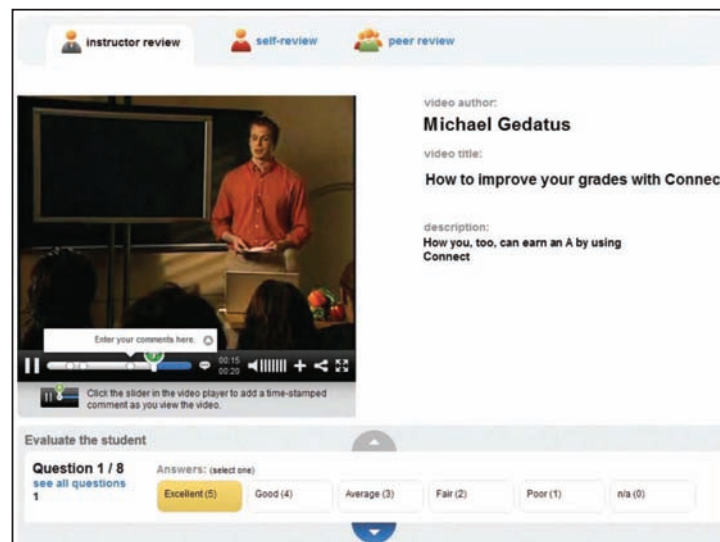 instructor review
self-review
peer review
video author:
Michael Gedatus
video title:
How to improve your grades with Connec
description:
How you, too, can earn an A by using
Connect
Enter your comments here.
00:15
00:20
Click the slider in the video player to add a time-stamped
comment as you view the video.
Evaluate the student
Question 1 / 8
see all questions
1
Answers: (select one)
Excellent (5)
Good (4)
Average (3)
Fair (2)
Poor (1)
n/a (0)